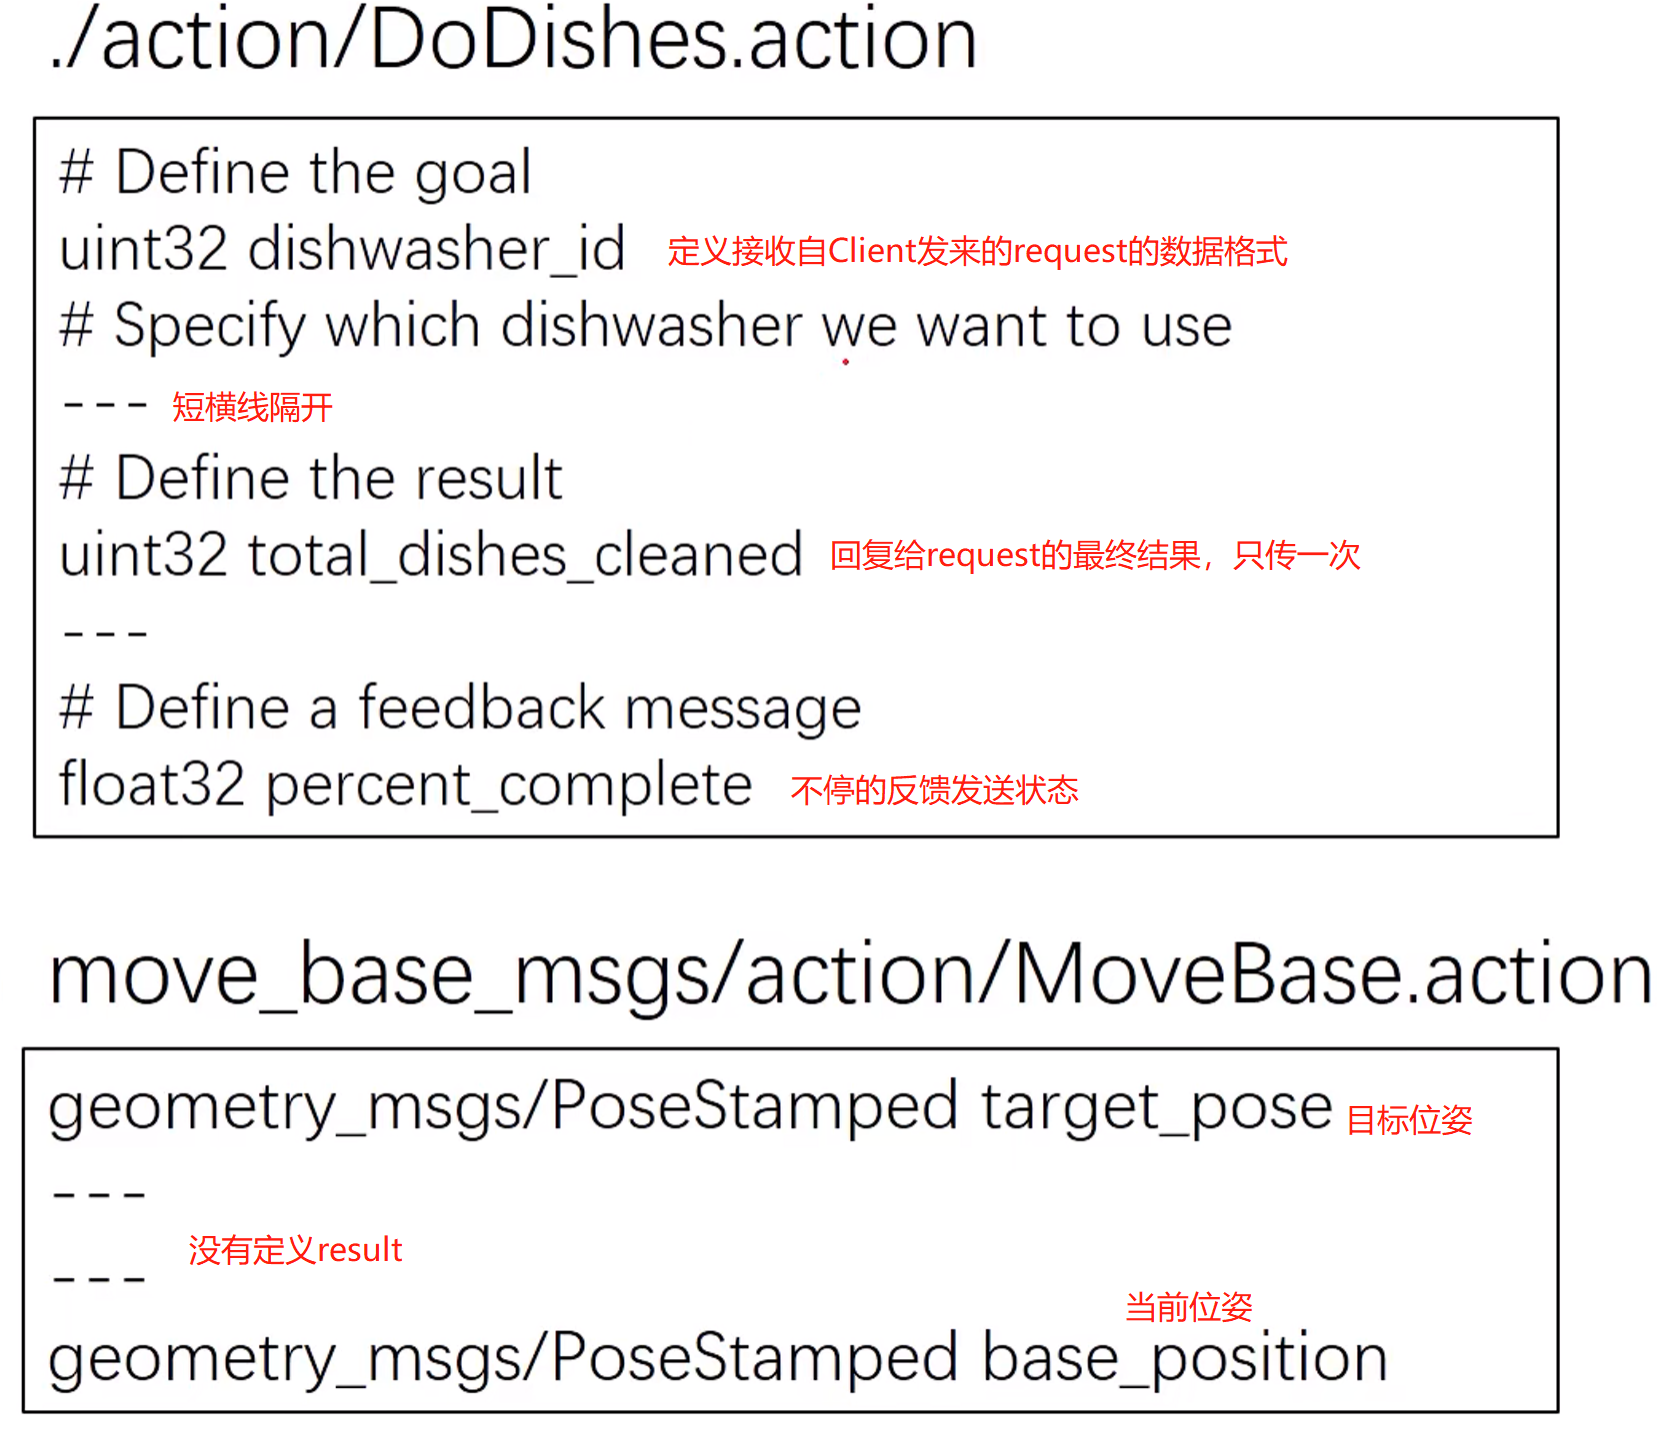 ./action/DoDishes.action
# Define the goal
uint32 dishwasher_id 定义接收自Client发来的request的数据格式
# Specify which dishwasher we want to use
--- 短横线隔开
# Define the result
uint32 total_dishes_cleaned 回复给request的最终结果，只传一次
---
# Define a feedback message
float32 percent_complete 不停的反馈发送状态
move_base_msgs/action/MoveBase.action
geometry_msgs/PoseStamped target_pose 目标位姿
---
没有定义result
---
当前位姿
geometry_msgs/PoseStamped base_position